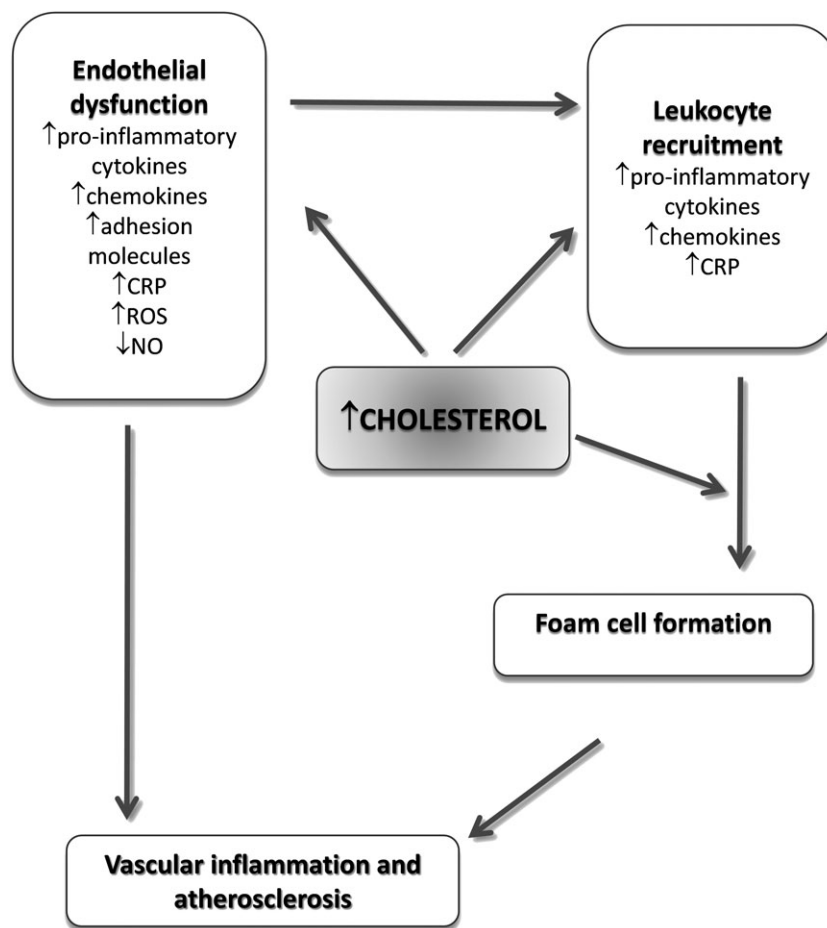 Endothelial
dysfunction
↑pro-inflammatory
cytokines
↑chemokines
↑adhesion
molecules
↑CRP
↑ROS
↓NO
Leukocyte
recruitment
↑pro-inflammatory
cytokines
↑chemokines
↑CRP
↑CHOLESTEROL
Foam cell formation
Vascular inflammation and
atherosclerosis